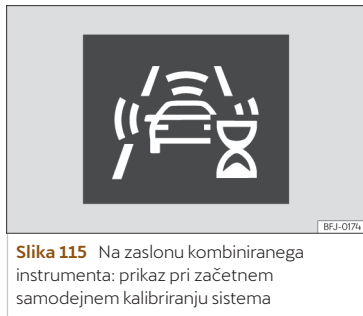 BFJ-0174
Slika 115 Na zaslonu kombiniranega
instrumenta: prikaz pri začetnem
samodejnem kalibriranju sistema